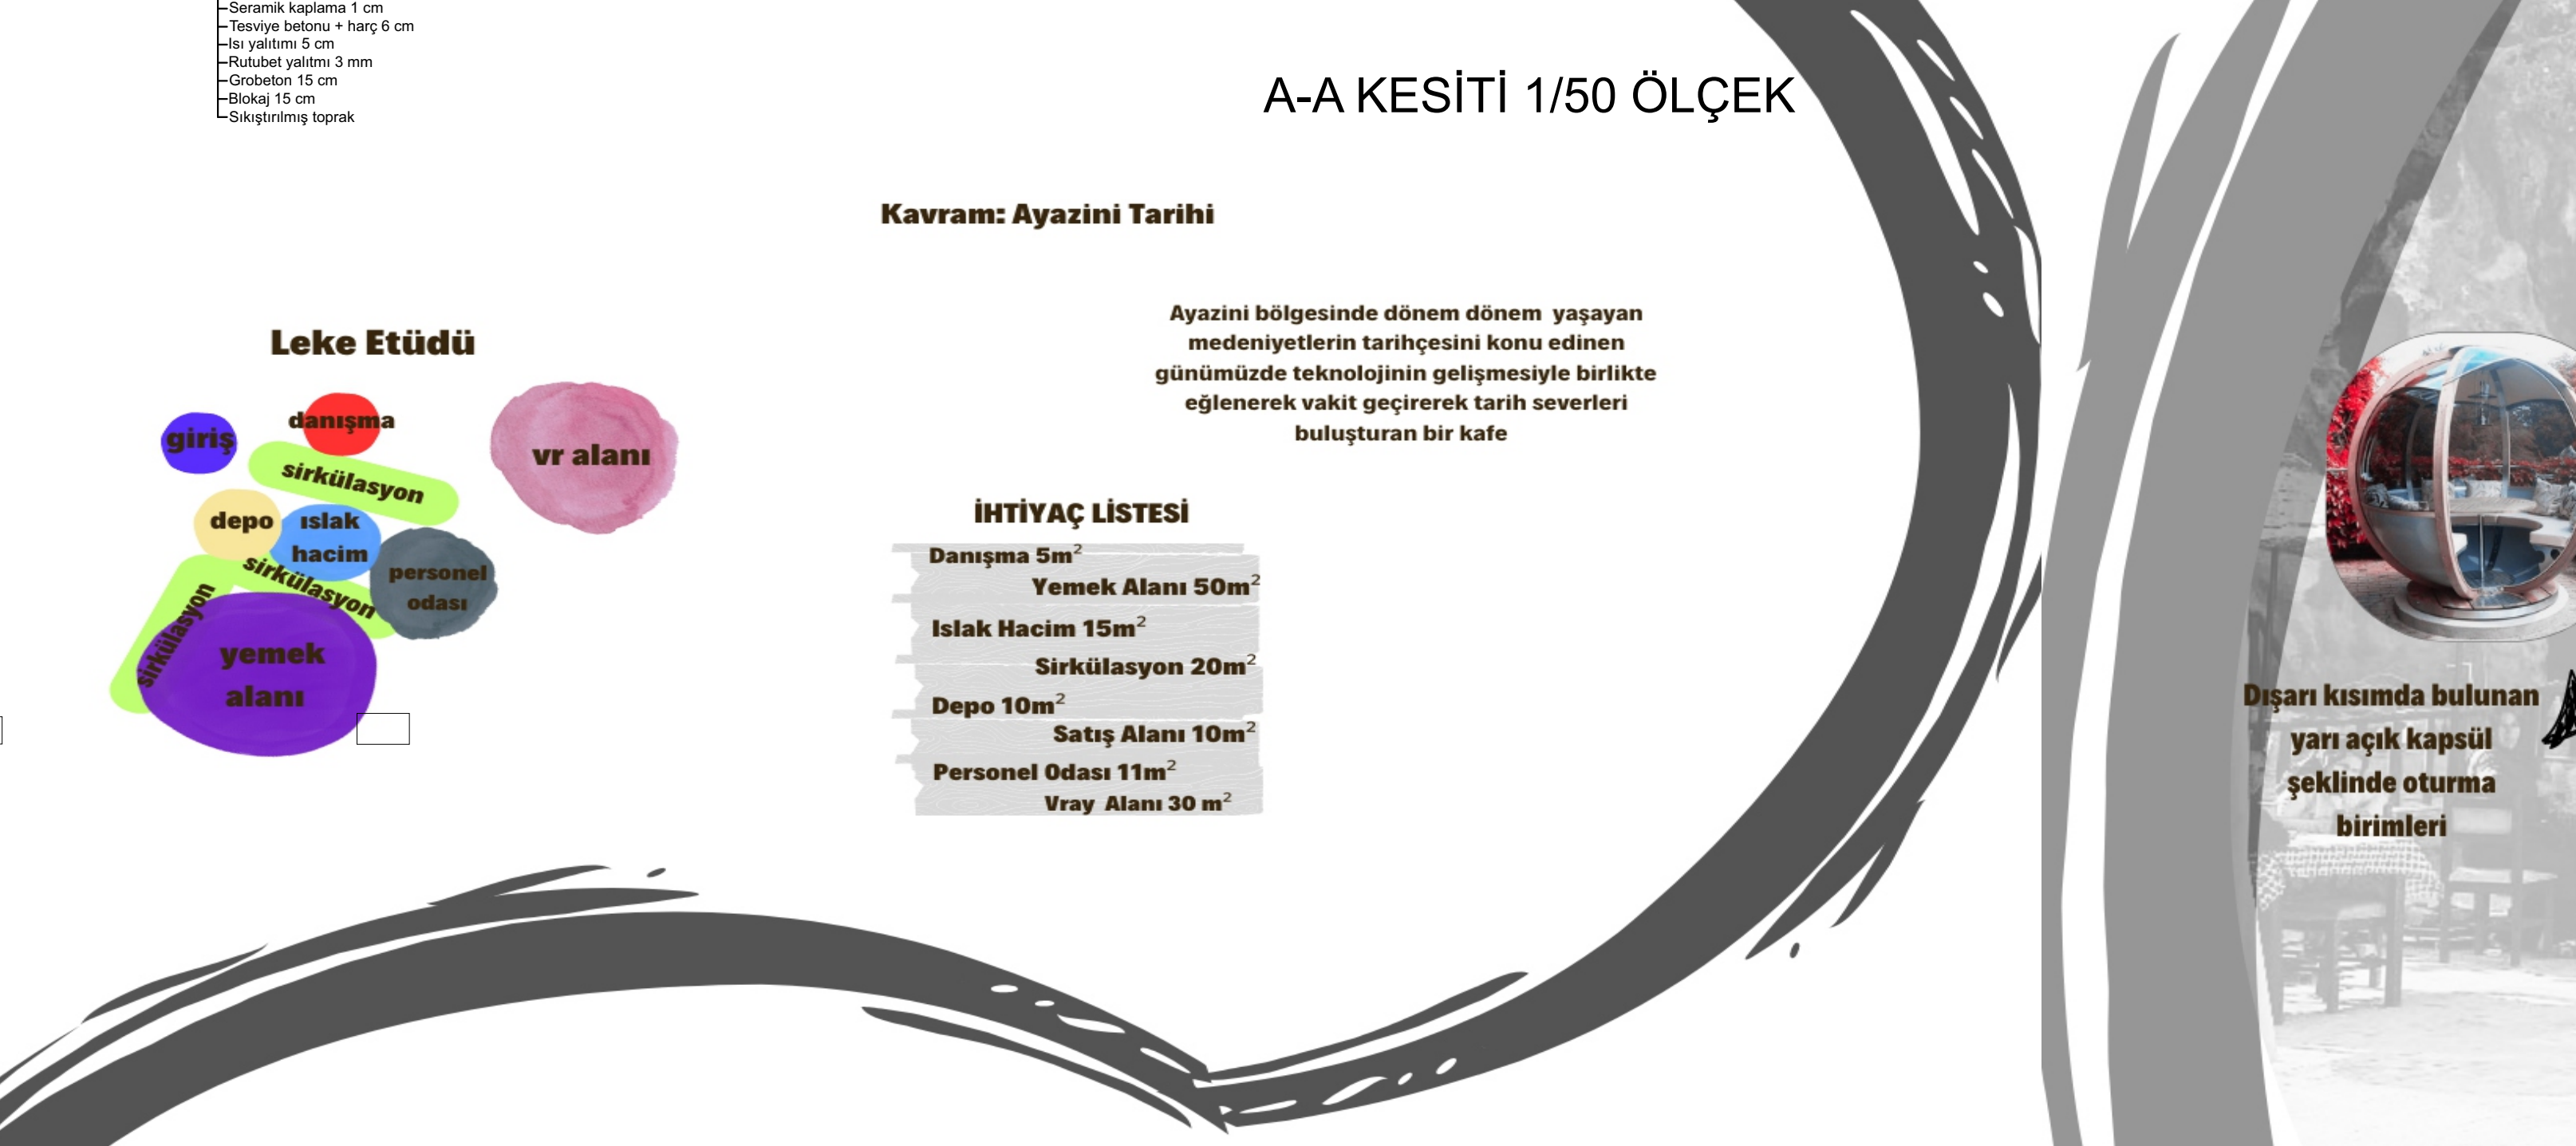 Seramik kaplama 1 cm
Tesviye betonu + harç 6 cm
Isı yalıtımı 5 cm
Rutubet yalıtmı 3 mm
Grobeton 15 cm
Blokaj 15 cm
Sıkıştırılmış toprak
A-A KESİTİ 1/50 ÖLÇEK
Kavram: Ayazini Tarihi
Ayazini bölgesinde dönem dönem yaşayan
medeniyetlerin tarihçesini konu edinen
günümüzde teknolojinin gelişmesiyle birlikte
eğlenerek vakit geçirerek tarih severleri
buluşturan bir kafe
Leke Etüdü
danışma
giriş
vr alanı
sirkülasyon
depo
ıslak
hacim
sirkülasyon
personel
odası
sirkülasyon
yemek
alanı
İHTİYAÇ LİSTESİ
Danışma 5m²
Yemek Alanı 50m²
Islak Hacim 15m²
Sirkülasyon 20m²
Depo 10m²
Satış Alanı 10m²
Personel Odası 11m²
Vray Alanı 30 m²
Dışarı kısımda bulunan
yarı açık kapsül
şeklinde oturma
birimleri